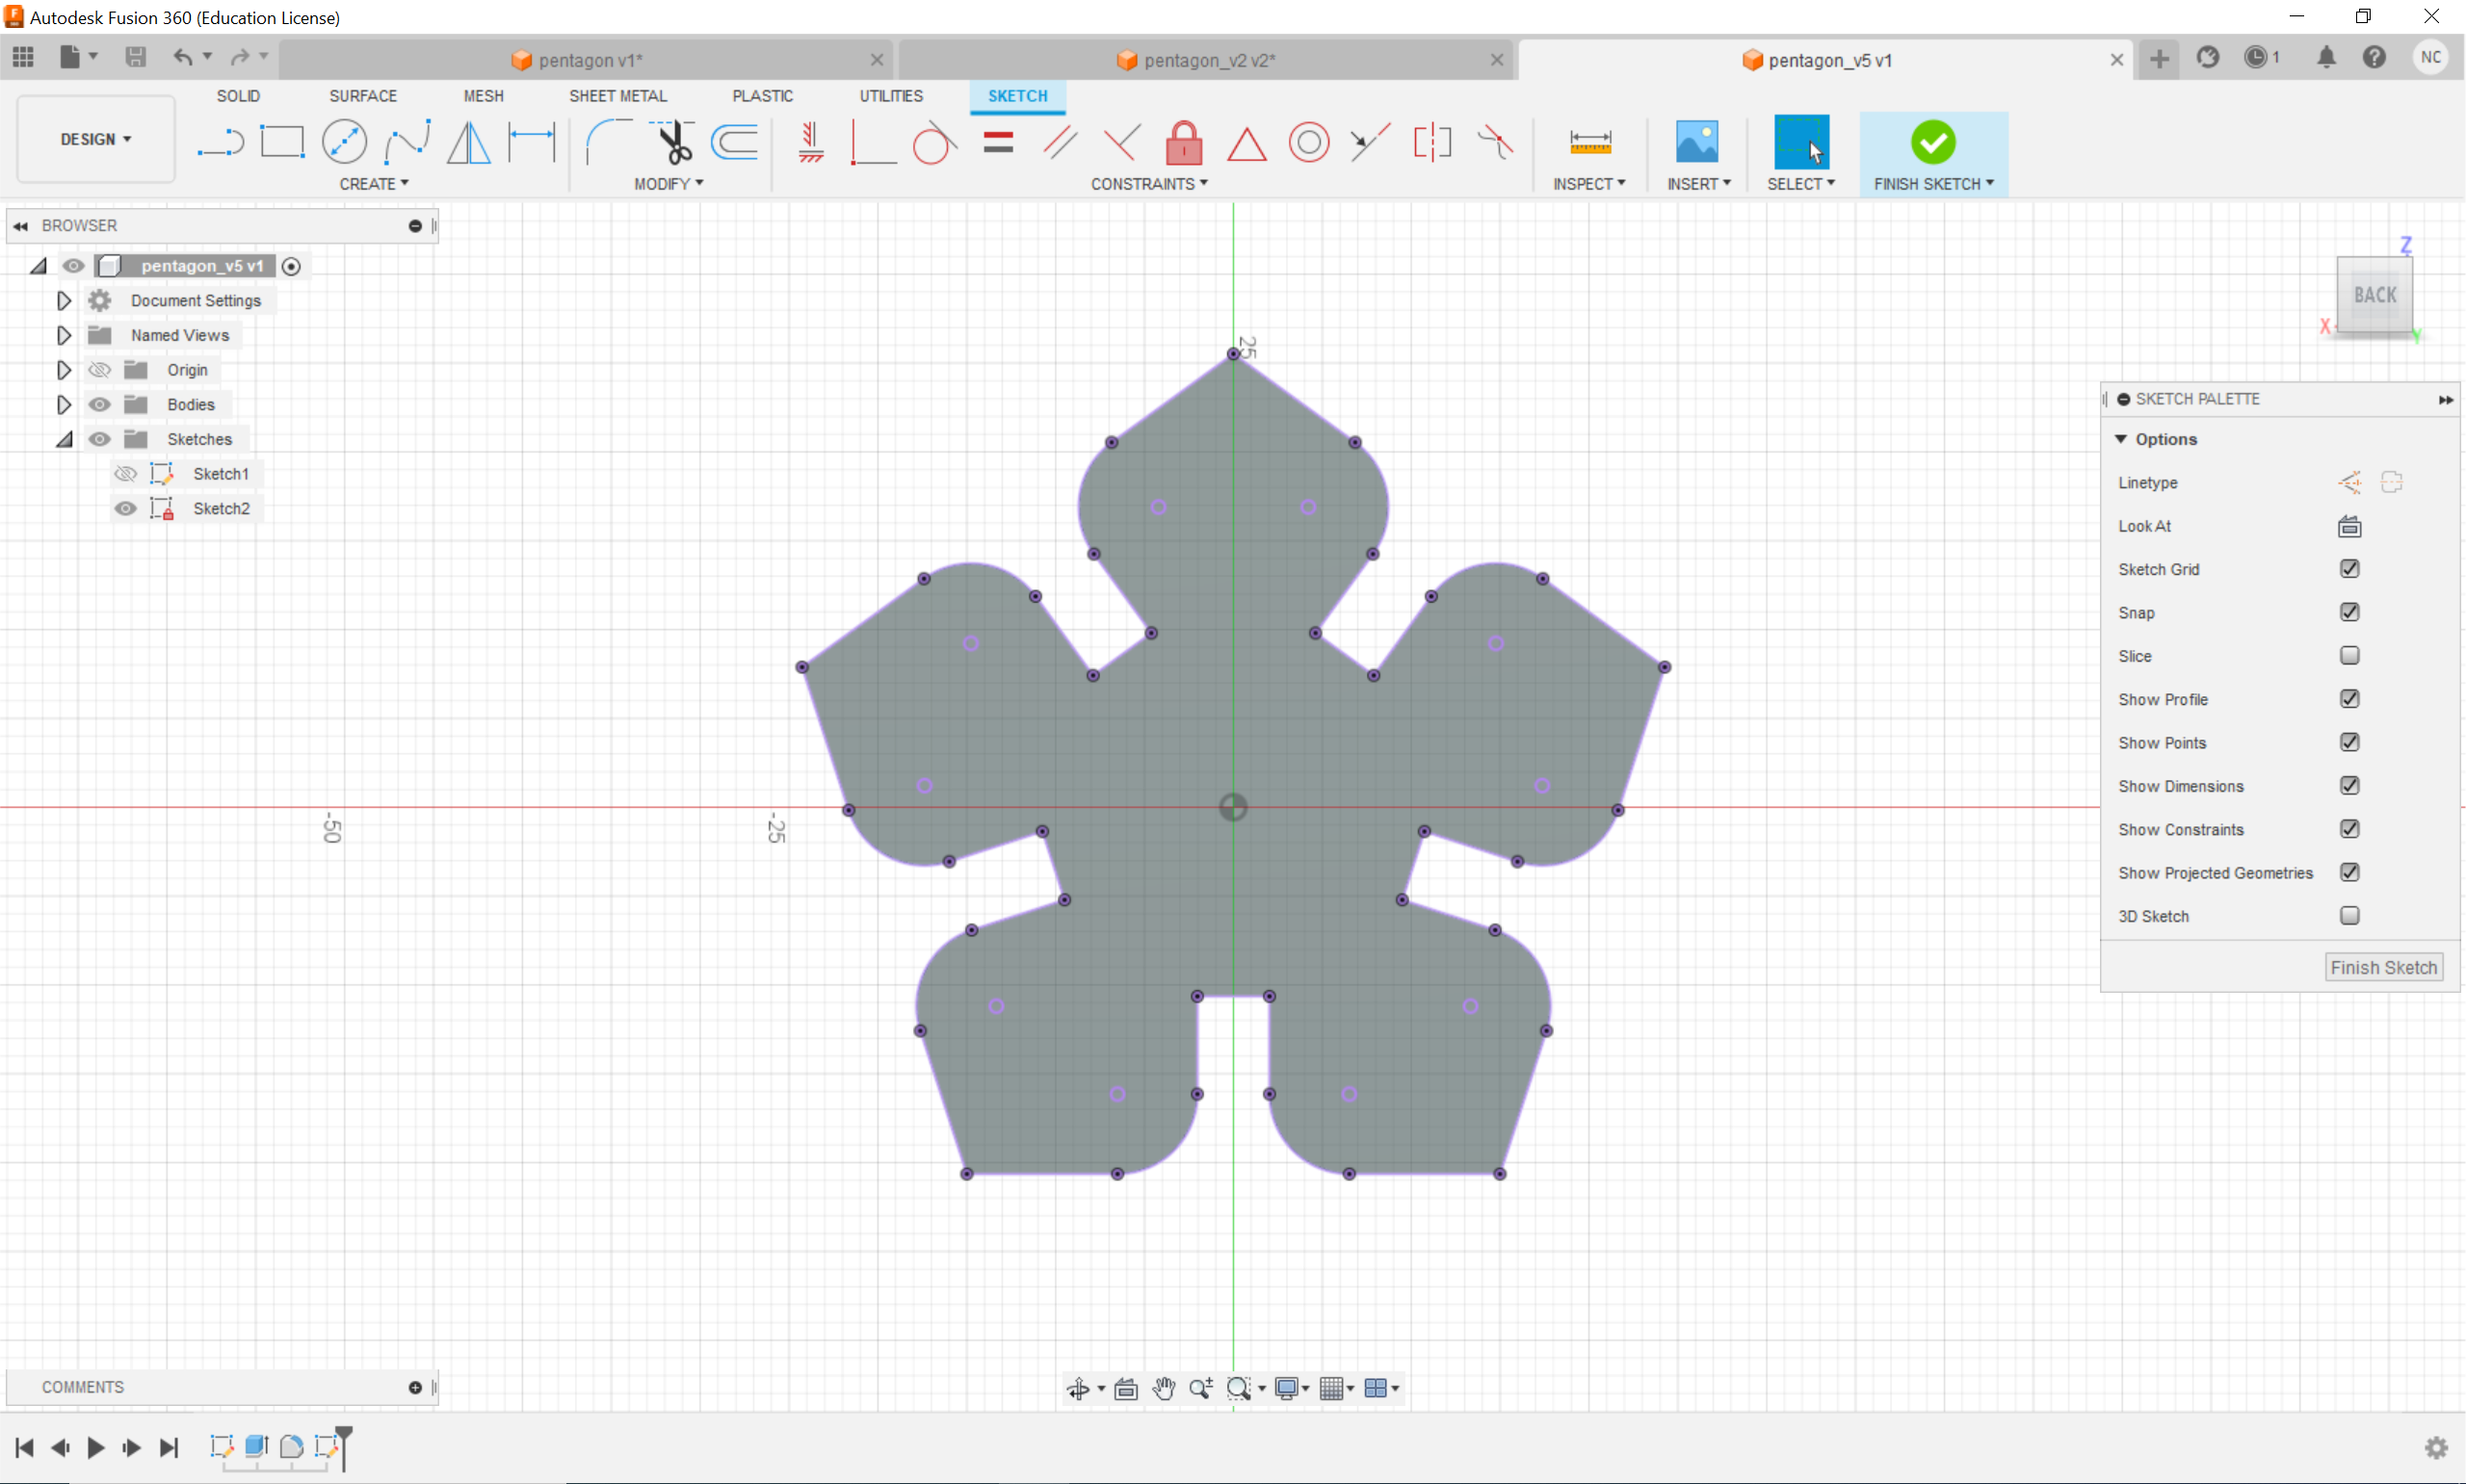 Autodesk Fusion 360 (Education License)
pentagon v1*
pentagon_v2 v2*
pentagon_v5 v1
1
NC
SOLID
SURFACE
MESH
SHEET METAL
PLASTIC
UTILITIES
SKETCH
DESIGN
CREATE
MODIFY
CONSTRAINTS
INSPECT
INSERT
SELECT
FINISH SKETCH
BROWSER
pentagon_v5 v1
Document Settings
Named Views
Origin
Bodies
Sketches
Sketch1
Sketch2
25
-50
-25
Z
BACK
X
Y
SKETCH PALETTE
Options
Linetype
Look At
Sketch Grid
Snap
Slice
Show Profile
Show Points
Show Dimensions
Show Constraints
Show Projected Geometries
3D Sketch
Finish Sketch
COMMENTS